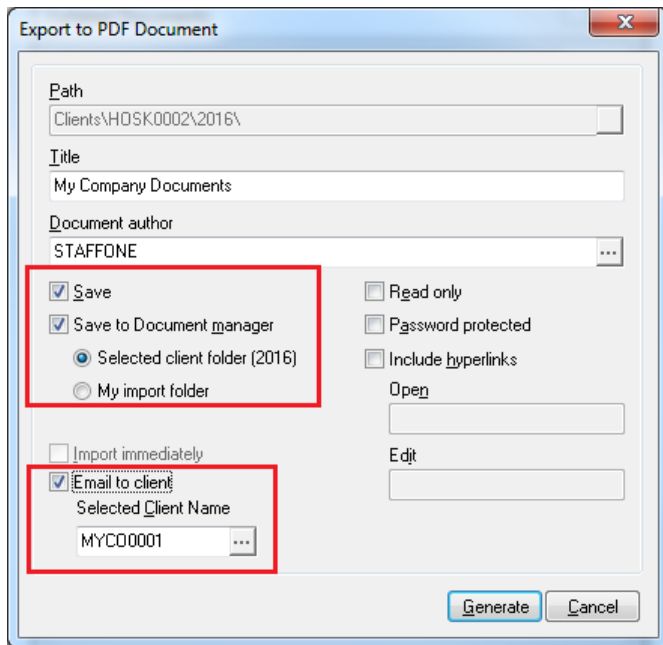 Export to PDF Document
Path
Clients\HOSK0002\2016\
Title
My Company Documents
Document author
STAFFONE
...
Save
Read only
Save to Document manager
Password protected
Selected client folder (2016)
Include hyperlinks
My import folder
Open
Import immediately
Edit
Email to client
Selected Client Name
MYCO0001
...
Generate
Cancel